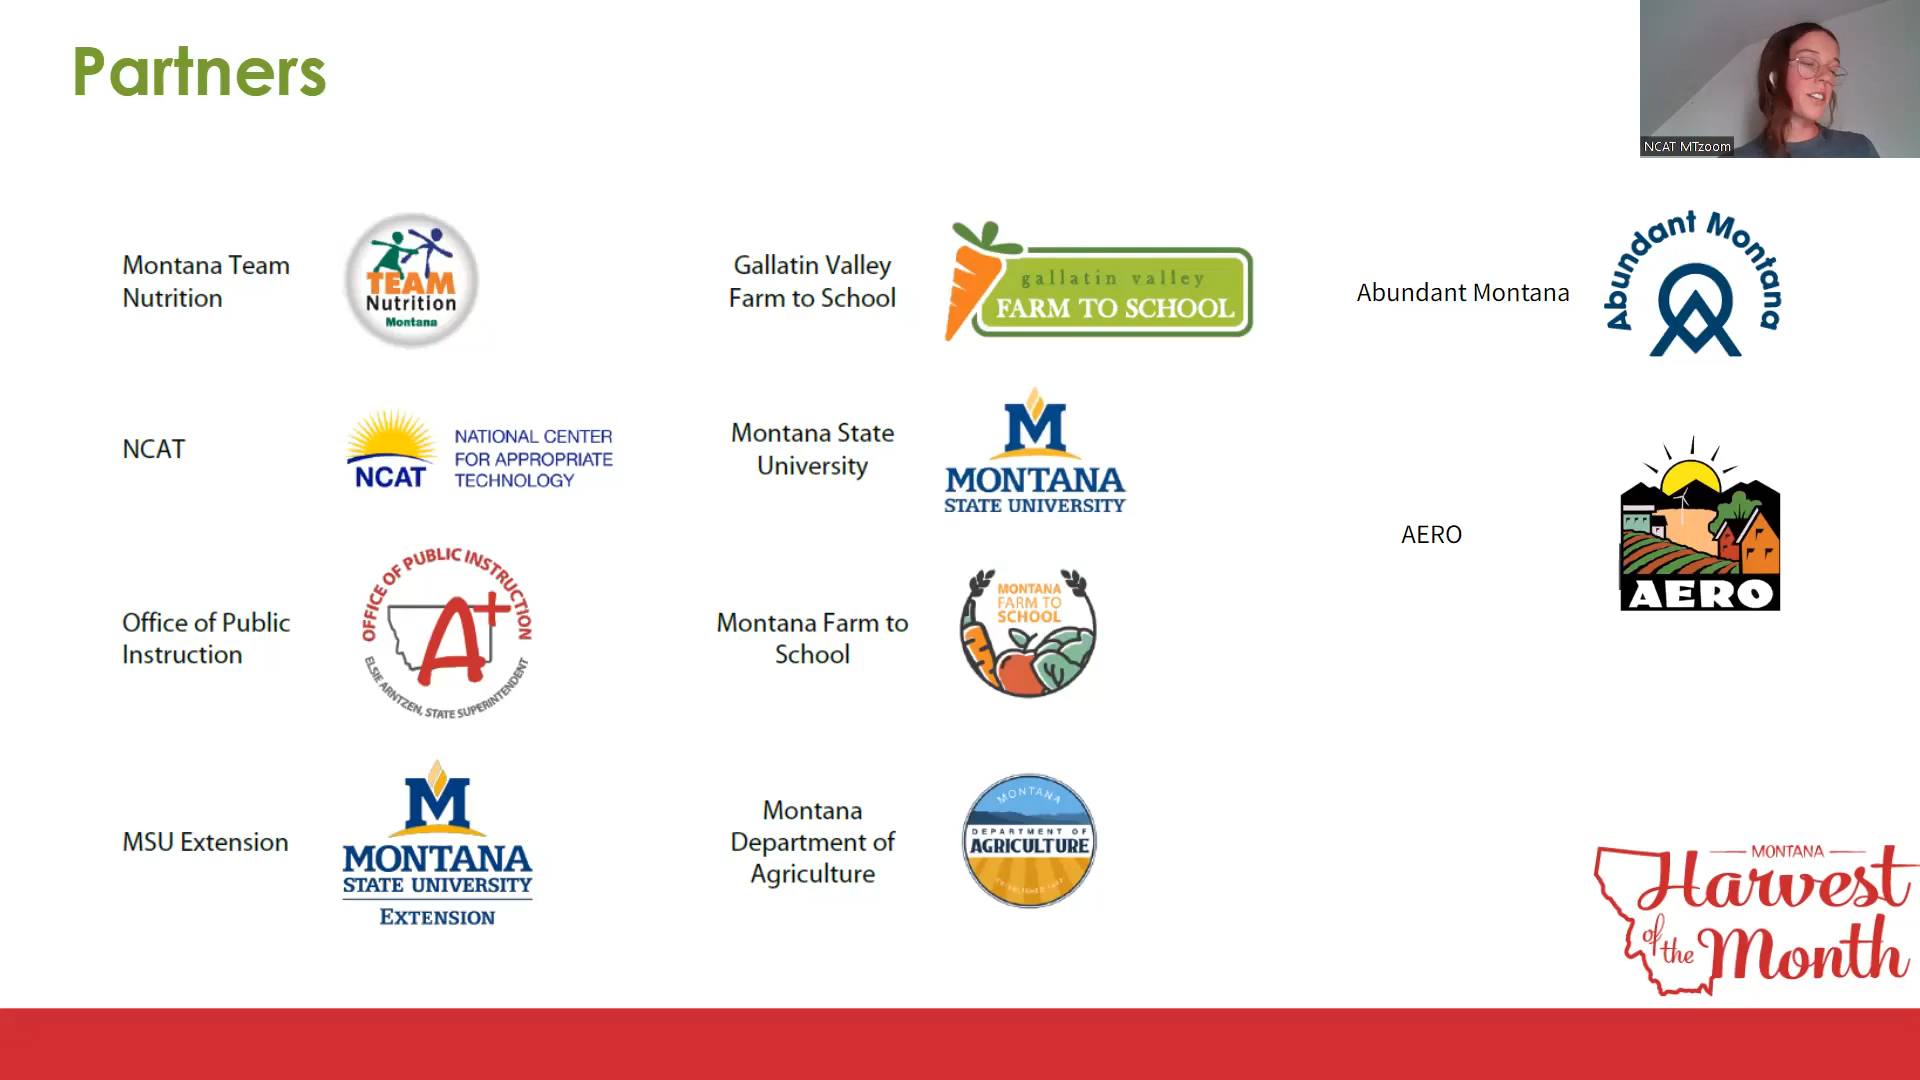 Partners
NCAT MTzoom
Montana Team
Nutrition
TEAM
Nutrition
Montana
Gallatin Valley
Farm to School
gallatin valley
FARM TO SCHOOL
Abundant Montana
Abundant Montana
NCAT
NCAT
NATIONAL CENTER
FOR APPROPRIATE
TECHNOLOGY
Montana State
University
M
MONTANA
STATE UNIVERSITY
AERO
AERO
Office of Public
Instruction
OFFICE OF PUBLIC INSTRUCTION
A+
ELSIE ARNTZEN, STATE SUPERINTENDENT
Montana Farm to
School
MONTANA
FARM TO
SCHOOL
MSU Extension
M
MONTANA
STATE UNIVERSITY
EXTENSION
Montana
Department of
Agriculture
MONTANA
DEPARTMENT OF
AGRICULTURE
MONTANA
Harvest
of the Month